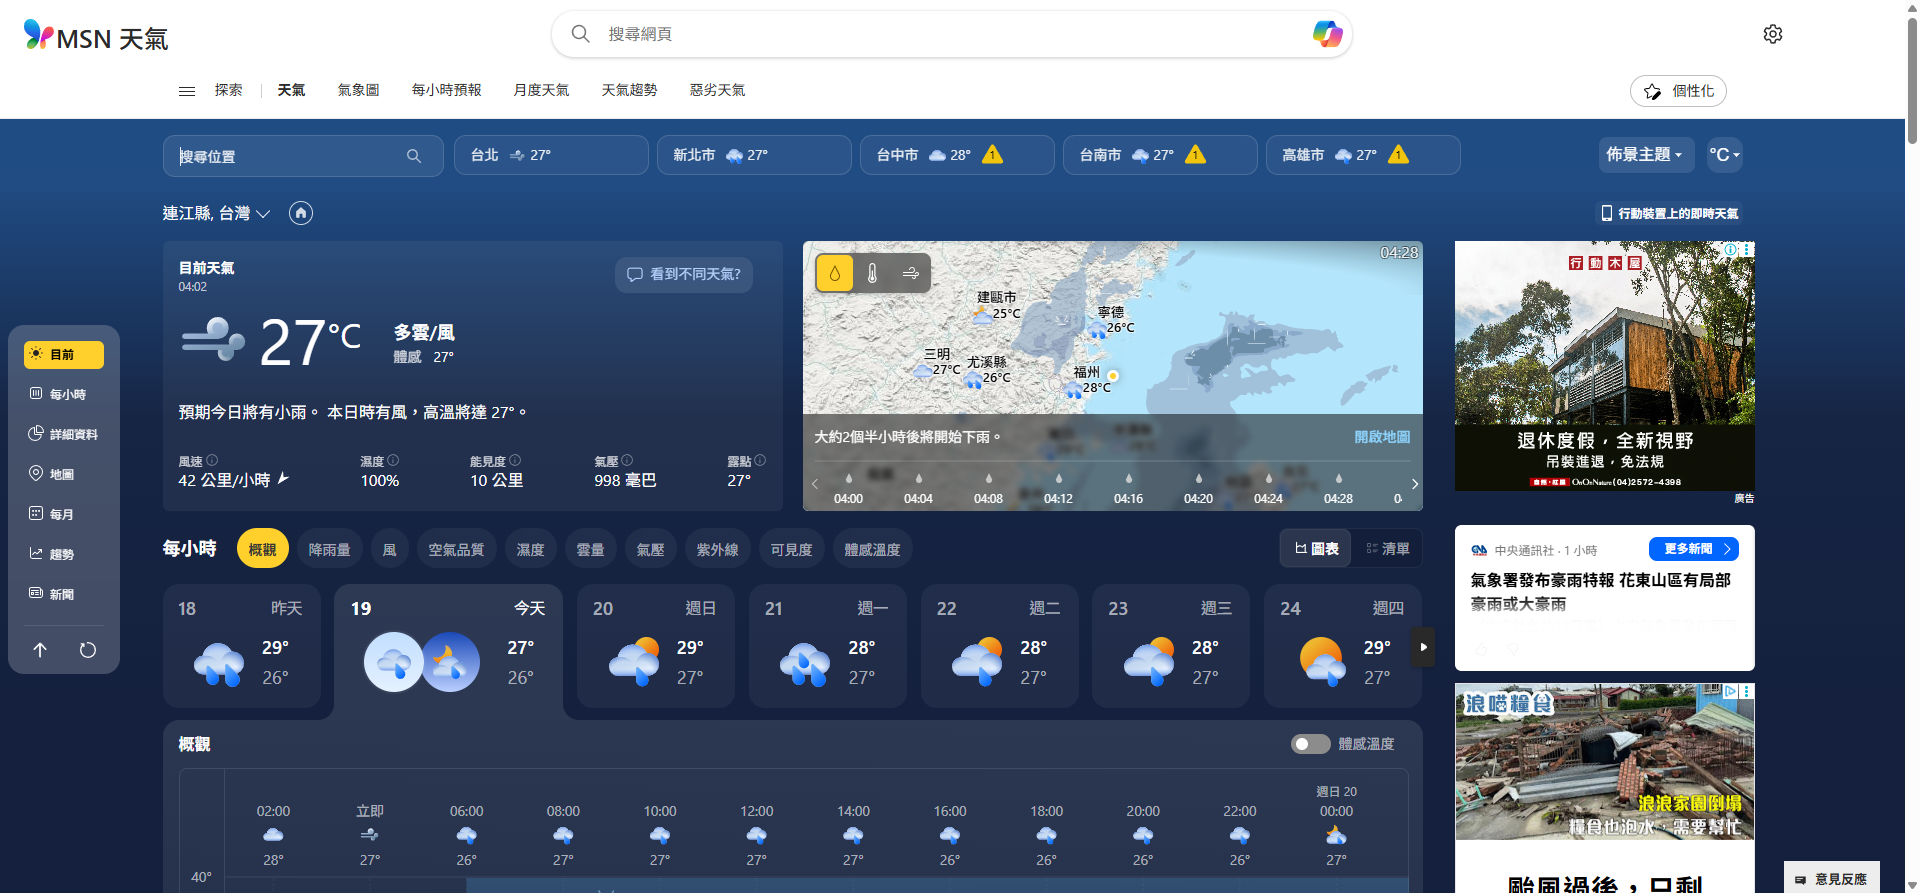 MSN 天氣
搜尋網頁
探索
天氣
氣象圖
每小時預報
月度天氣
天氣趨勢
惡劣天氣
個性化
搜尋位置
台北 27°
新北市 27°
台中市 28° 1
台南市 27° 1
高雄市 27° 1
佈景主題
°C
連江縣, 台灣
行動裝置上的即時天氣
目前
每小時
詳細資料
地圖
每月
趨勢
新聞
目前天氣
04:02
看到不同天氣?
27°C
多雲/風
體感 27°
預期今日將有小雨。 本日時有風，高溫將達 27°。
風速
42 公里/小時
濕度
100%
能見度
10 公里
氣壓
998 毫巴
露點
27°
04:28
建甌市
25°C
寧德
26°C
三明
27°C
尤溪縣
26°C
福州
28°C
大約2個半小時後將開始下雨。
開啟地圖
04:00
04:04
04:08
04:12
04:16
04:20
04:24
04:28
0
行動木屋
退休度假，全新視野
吊裝進退，免法規
OnOnNature(04)2572-4398
廣告
每小時
概觀
降雨量
風
空氣品質
濕度
雲量
氣壓
紫外線
可見度
體感溫度
圖表
清單
18 昨天
29°
26°
19 今天
27°
26°
20 週日
29°
27°
21 週一
28°
27°
22 週二
28°
27°
23 週三
28°
27°
24 週四
29°
27°
中央通訊社 · 1 小時
更多新聞
氣象署發布豪雨特報 花東山區有局部
豪雨或大豪雨
概觀
體感溫度
週日 20
02:00
立即
06:00
08:00
10:00
12:00
14:00
16:00
18:00
20:00
22:00
00:00
28°
27°
26°
27°
27°
27°
27°
26°
26°
26°
26°
27°
40°
浪喵糧食
浪浪家園倒塌
糧食也泡水，需要幫忙
颱風過後，只剩
意見反應